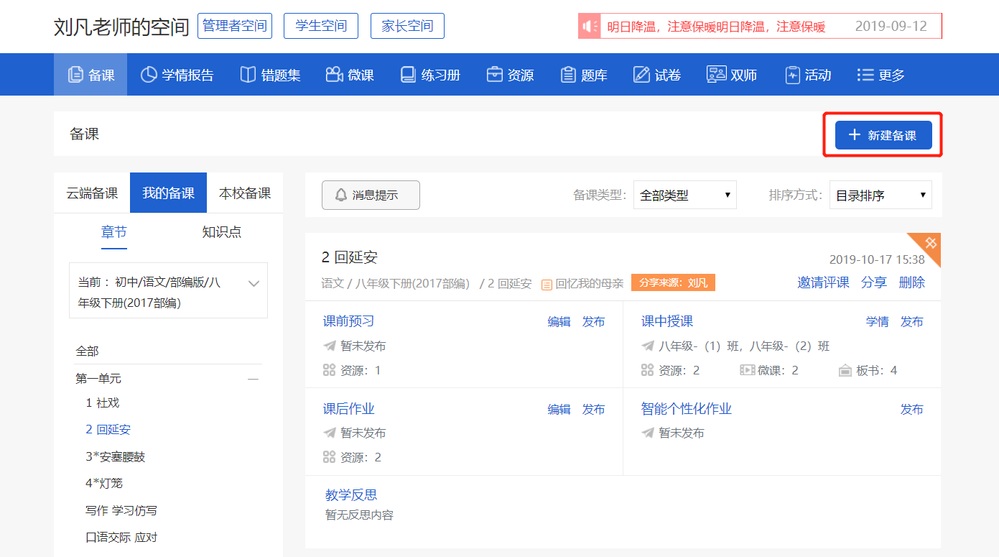 刘凡老师的空间 管理者空间 学生空间 家长空间 明日降温，注意保暖明日降温，注意保暖 2019-09-12
备课 学情报告 错题集 微课 练习册 资源 题库 试卷 双师 活动 更多
备课 新建备课
云端备课 我的备课 本校备课
章节 知识点
当前： 初中/语文/部编版/八
年级下册(2017部编)
全部
第一单元
1 社戏
2 回延安
3*安塞腰鼓
4*灯笼
写作 学习仿写
口语交际 应对
消息提示 备课类型： 全部类型 排序方式： 目录排序
2 回延安 2019-10-17 15:38
语文 / 八年级下册(2017部编) / 2 回延安 回忆我的母亲 分享来源：刘凡 邀请评课 分享 删除
课前预习 编辑 发布
暂未发布
资源：1
课中授课 学情 发布
八年级-（1）班，八年级-（2）班
资源：2 微课：2 板书：4
课后作业 编辑 发布
暂未发布
资源：2
智能个性化作业 发布
暂未发布
教学反思
暂无反思内容